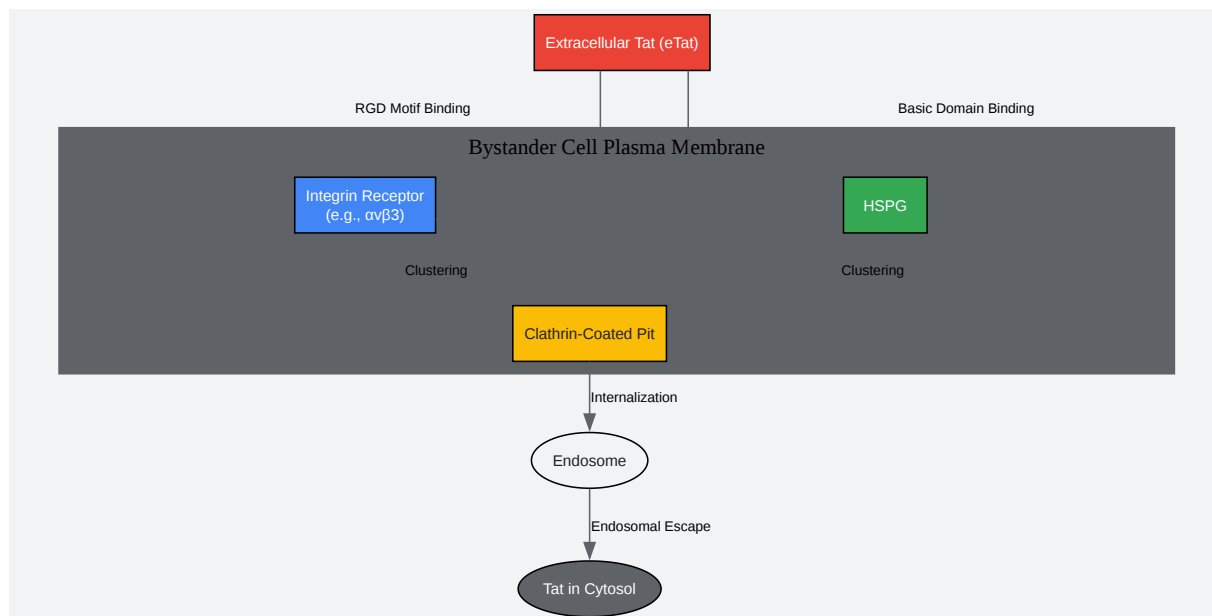 Extracellular Tat (eTat)
RGD Motif Binding
Basic Domain Binding
Bystander Cell Plasma Membrane
Integrin Receptor
(e.g., αvβ3)
HSPG
Clustering
Clustering
Clathrin-Coated Pit
Internalization
Endosome
Endosomal Escape
Tat in Cytosol